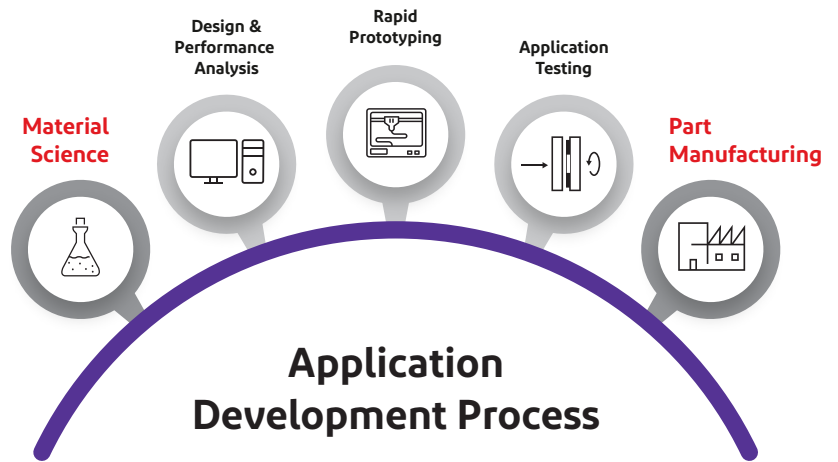 Material
Science
Design &
Performance
Analysis
Rapid
Prototyping
Application
Testing
Part
Manufacturing
Application
Development Process